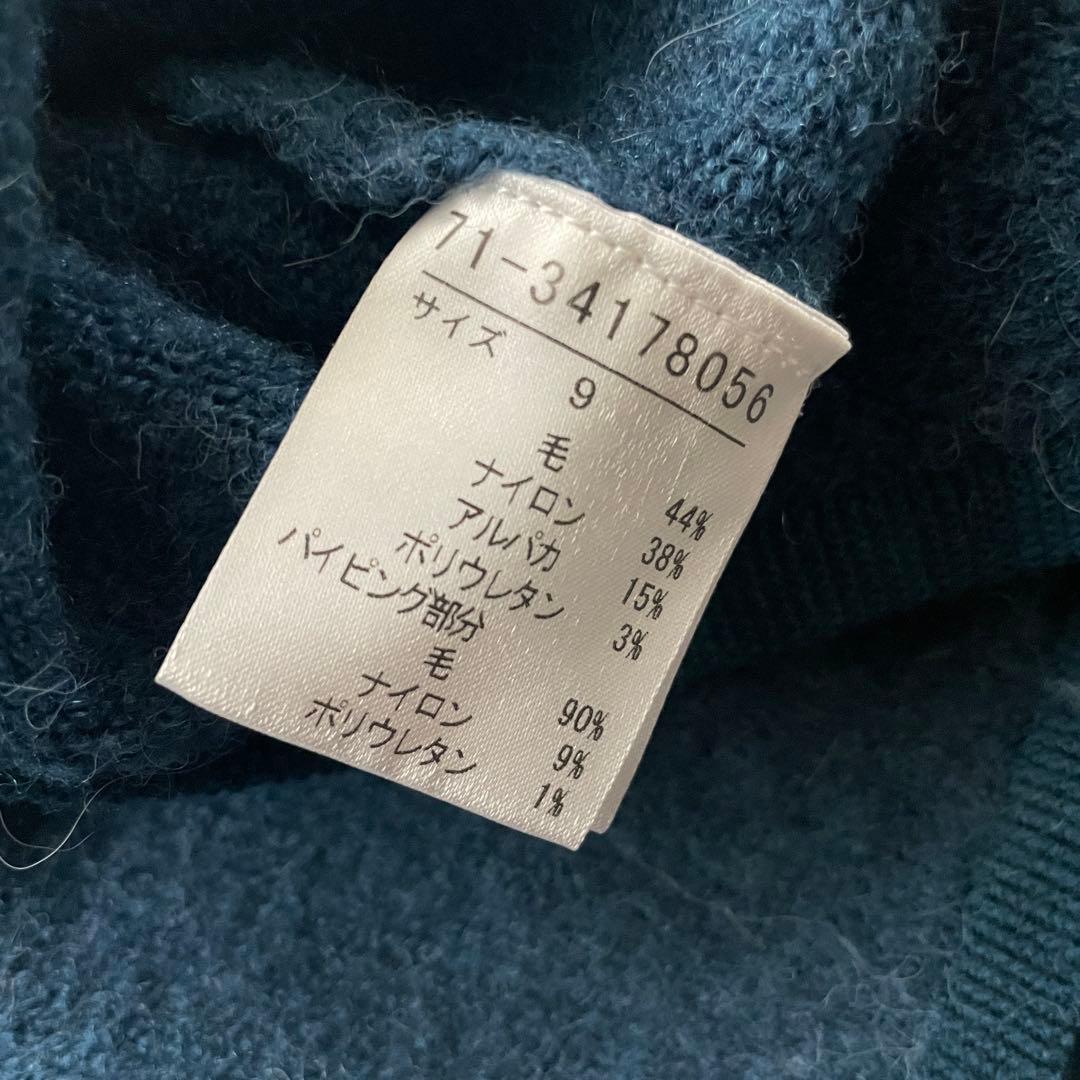 71-34178056
サイズ
9
毛 44%
ナイロン 38%
アルパカ 15%
ポリウレタン 3%
パイピング部分
毛 90%
ナイロン 9%
ポリウレタン 1%